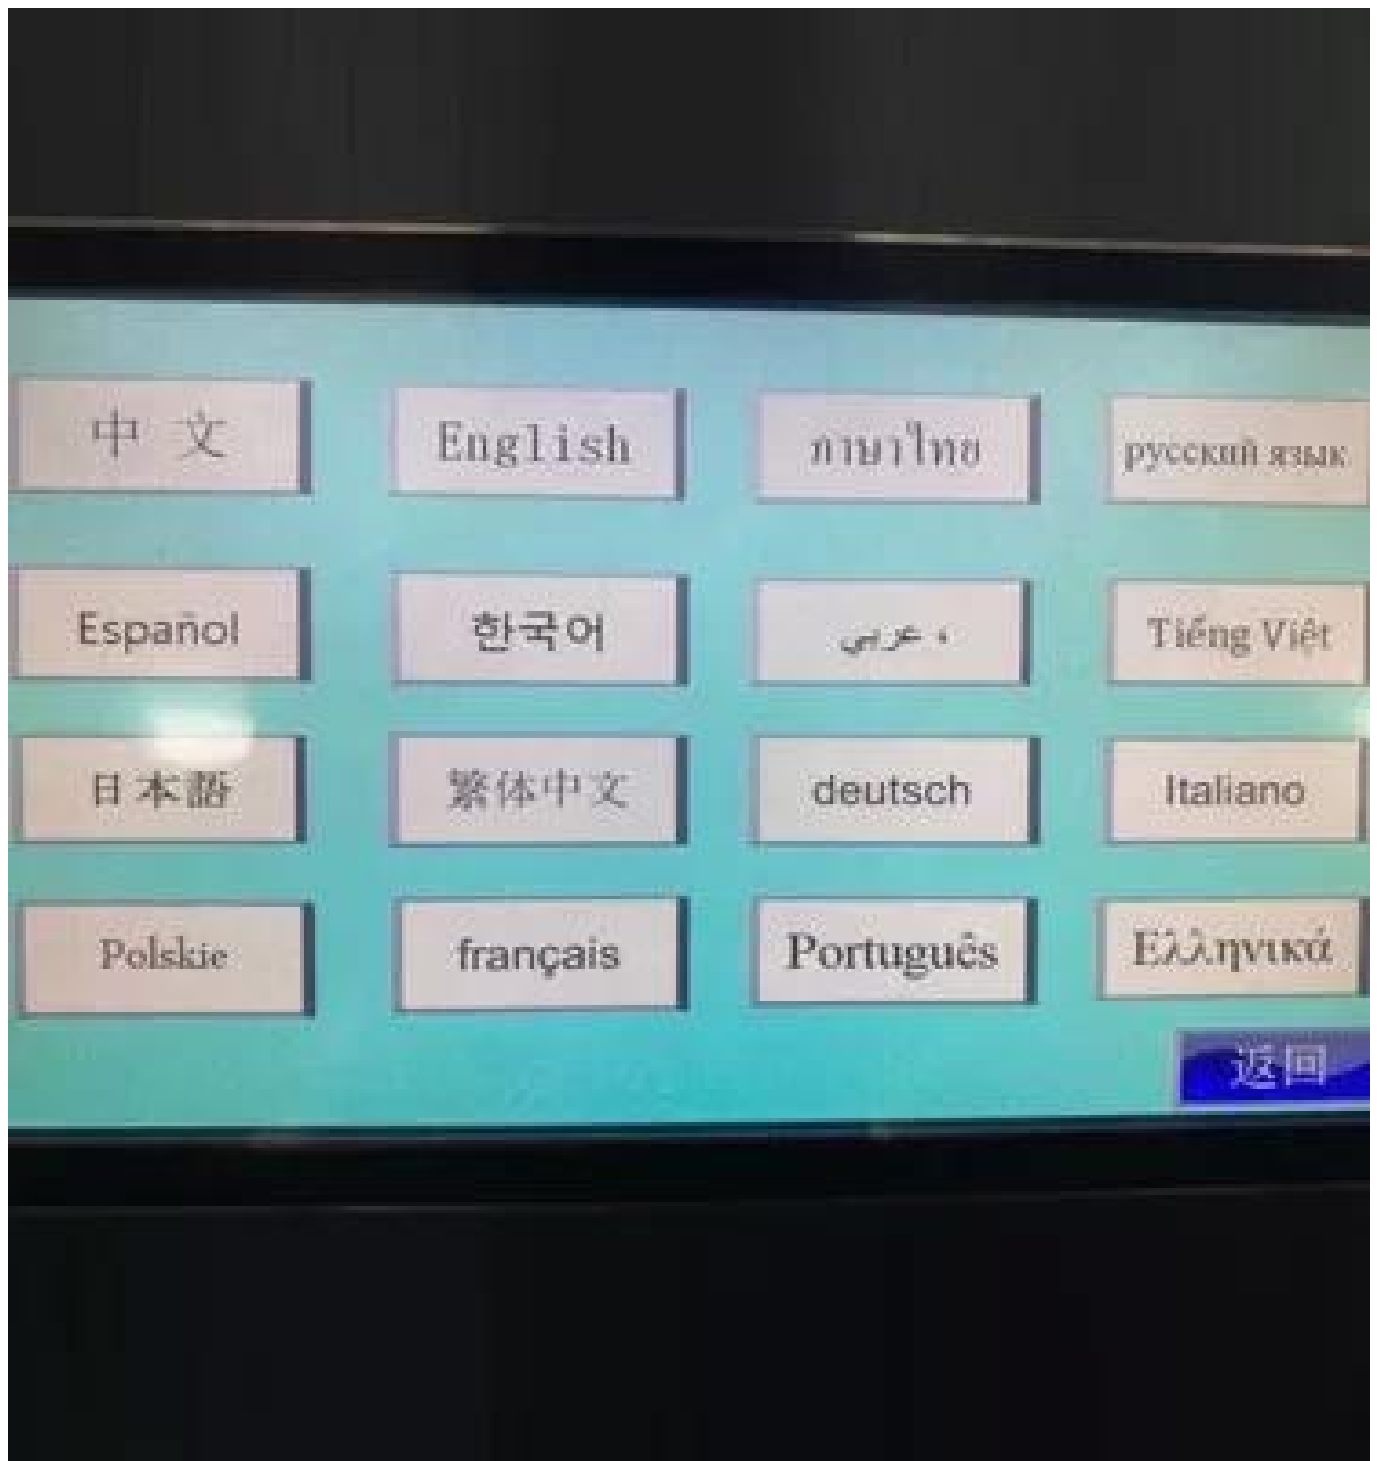 中 文
English
ภาษาไทย
русский язык
Español
한국어
، عربي
Tiếng Việt
日本語
繁体中文
deutsch
Italiano
Polskie
français
Português
Ελληνικά
返回